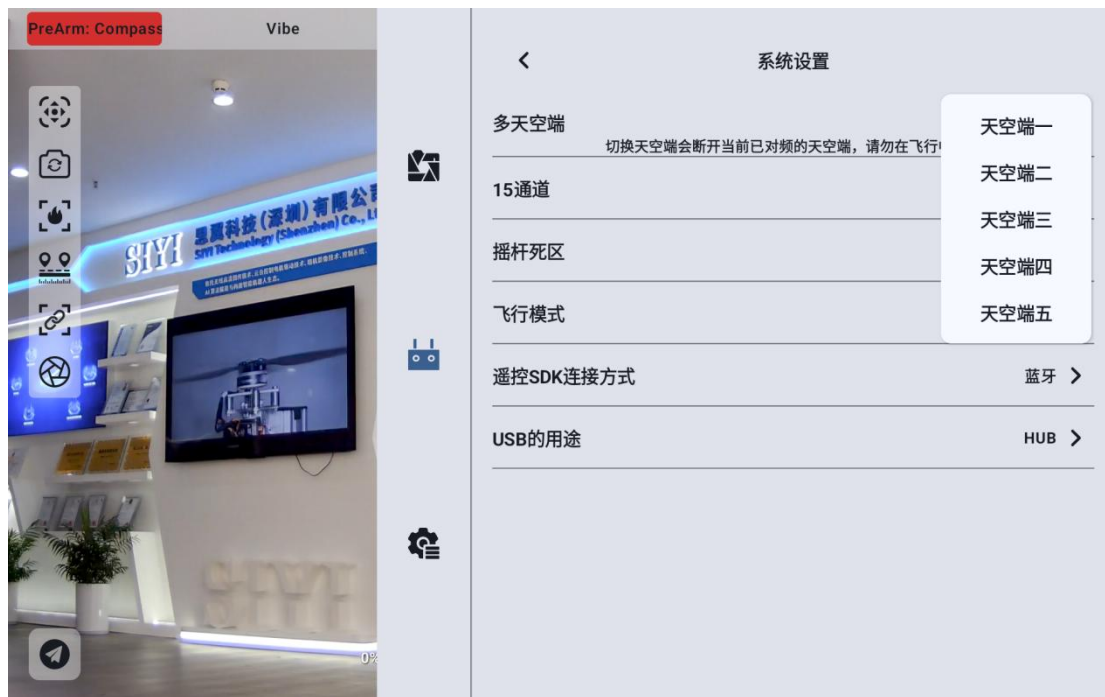 PreArm: Compass
Vibe
系统设置
多天空端
切换天空端会断开当前已对频的天空端，请勿在飞行
天空端一
天空端二
天空端三
天空端四
天空端五
15通道
摇杆死区
飞行模式
遥控SDK连接方式
蓝牙
USB的用途
HUB
SIYI
思翼科技（深圳）有限公司
SIYI Technology (Shenzhen) Co., Lt
SIYI
0%